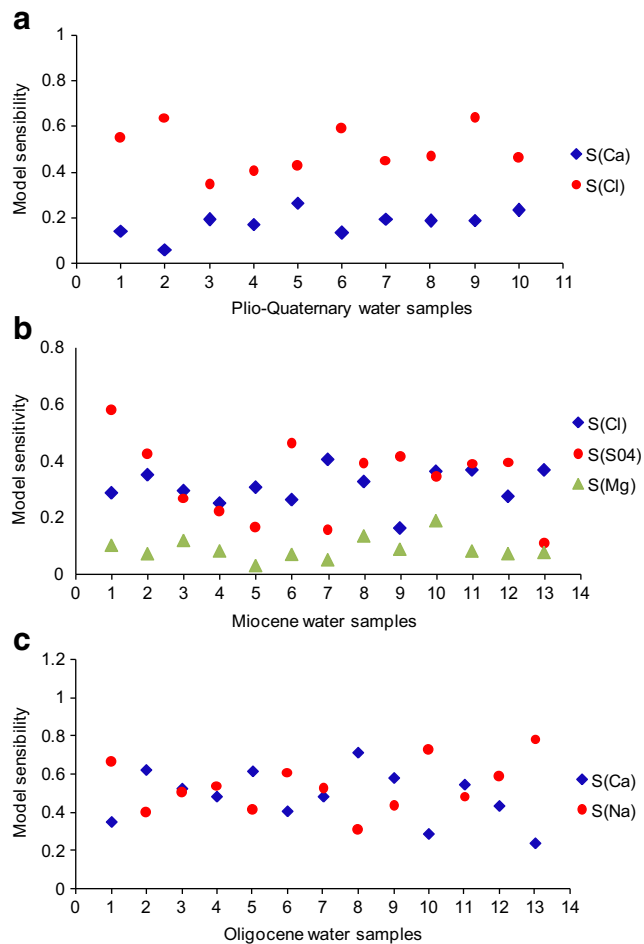 a
1
0.8
0.6
0.4
0.2
0
Model sensibility
0 1 2 3 4 5 6 7 8 9 10 11
Plio-Quaternary water samples
S(Ca)
S(Cl)
b
0.8
0.6
0.4
0.2
0
Model sensitivity
0 1 2 3 4 5 6 7 8 9 10 11 12 13 14
Miocene water samples
S(Cl)
S(S04)
S(Mg)
c
1.2
1
0.8
0.6
0.4
0.2
0
Model sensibility
0 1 2 3 4 5 6 7 8 9 10 11 12 13 14
Oligocene water samples
S(Ca)
S(Na)